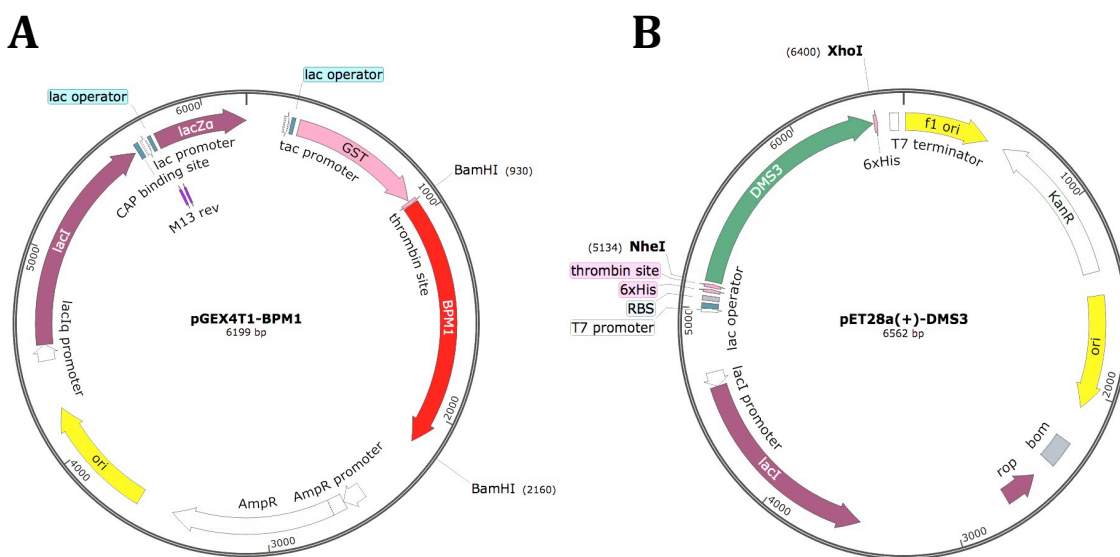 A
lac operator
lac operator
6000
lacZα
lac promoter
CAP binding site
M13 rev
tac promoter
GST
1000
BamHI (930)
thrombin site
BPM1
lacI
5000
lacIq promoter
pGEX4T1-BPM1
6199 bp
2000
BamHI (2160)
ori
4000
AmpR
AmpR promoter
3000
B
(6400) XhoI
6000
f1 ori
T7 terminator
6xHis
DMS3
KanR
1000
(5134) NheI
thrombin site
6xHis
RBS
T7 promoter
5000
lac operator
pET28a(+)-DMS3
6562 bp
ori
2000
lacI promoter
lacI
bom
rop
4000
3000